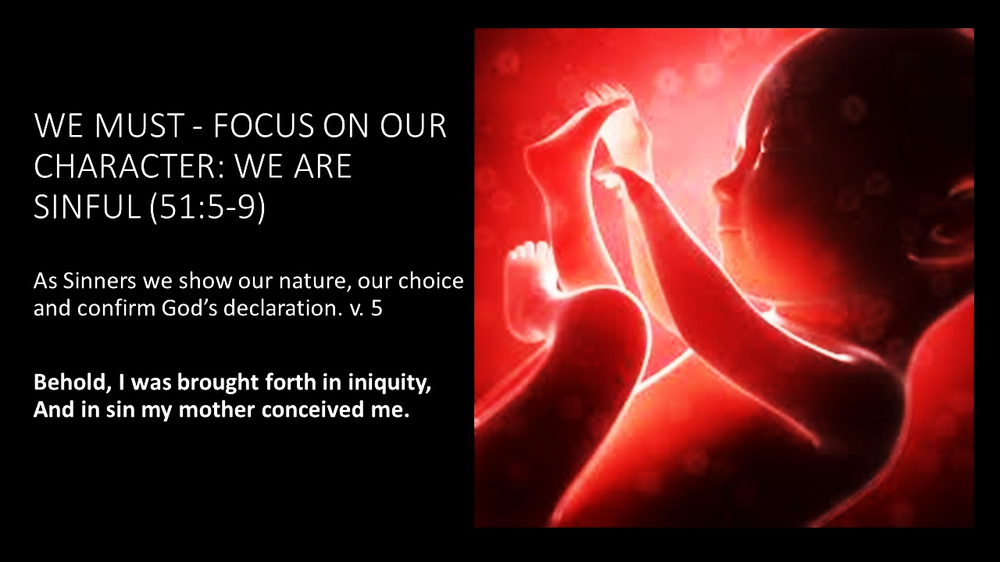 WE MUST - FOCUS ON OUR
CHARACTER: WE ARE
SINFUL (51:5-9)
As Sinners we show our nature, our choice
and confirm God’s declaration. v. 5
Behold, I was brought forth in iniquity,
And in sin my mother conceived me.